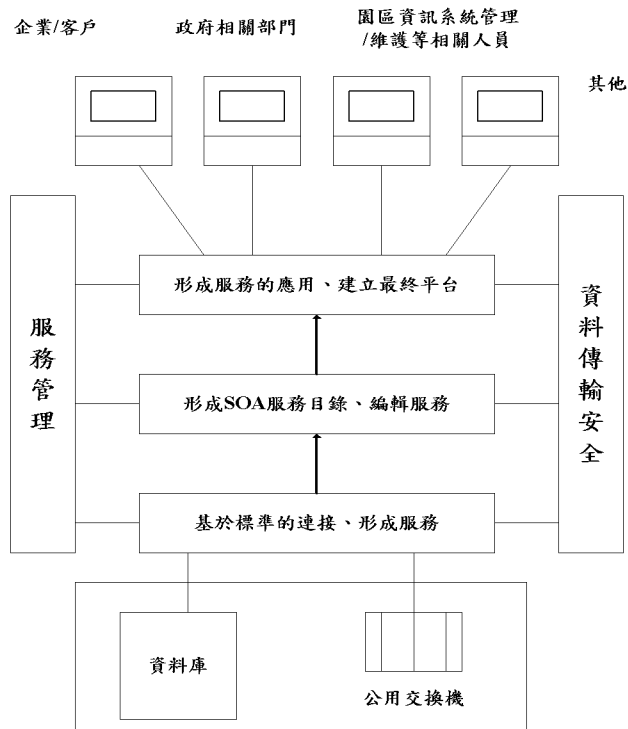 企業/客戶
政府相關部門
園區資訊系統管理
/維護等相關人員
其他
形成服務的應用、建立最終平台
服務管理
資料傳輸安全
形成SOA服務目錄、編輯服務
基於標準的連接、形成服務
資料庫
公用交換機